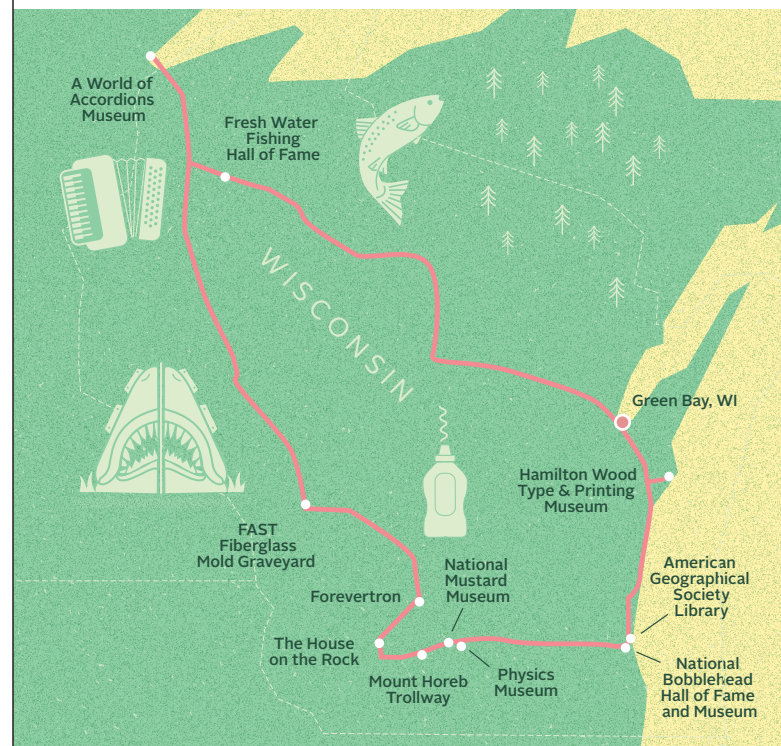 A World of
Accordions
Museum
Fresh Water
Fishing
Hall of Fame
WISCONSIN
Green Bay, WI
Hamilton Wood
Type & Printing
Museum
FAST
Fiberglass
Mold Graveyard
National
Mustard
Museum
American
Geographical
Society
Library
Forevertron
The House
on the Rock
Mount Horeb
Trollway
Physics
Museum
National
Bobblehead
Hall of Fame
and Museum